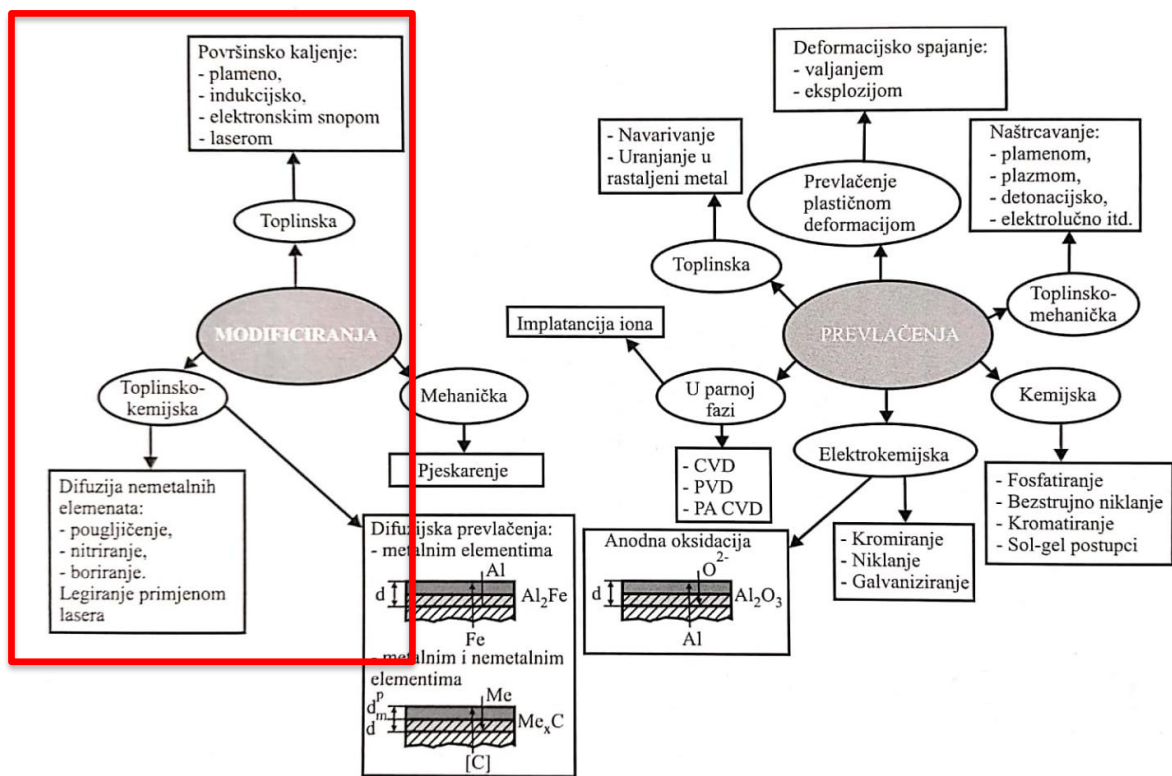 Površinsko kaljenje:
- plameno,
- indukcijsko,
- elektronskim snopom
- laserom
Toplinska
MODIFICIRANJA
Toplinsko-
kemijska
Mehanička
Pjeskarenje
Difuzija nemetalnih
elemenata:
- pougljičenje,
- nitriranje,
- boriranje.
Legiranje primjenom
lasera
Difuzijska prevlačenja:
- metalnim elementima
Al
d
Al₂Fe
Fe
- metalnim i nemetalnim
elementima
dᵖ
Me
m
d
MeₓC
[C]
Deformacijsko spajanje:
- valjanjem
- eksplozijom
- Navarivanje
- Uranjanje u
rastaljeni metal
Naštrcavanje:
- plamenom,
- plazmom,
- detonacijsko,
- elektrolučno itd.
Prevlačenje
plastičnom
deformacijom
Toplinska
Toplinsko-
mehanička
Implatancija iona
PREVLAČENJA
U parnoj
fazi
Kemijska
Elektrokemijska
- CVD
- PVD
- PA CVD
- Fosfatiranje
- Bezstrujno niklanje
- Kromatiranje
- Sol-gel postupci
- Kromiranje
- Niklanje
- Galvaniziranje
Anodna oksidacija
O²⁻
d
Al₂O₃
Al